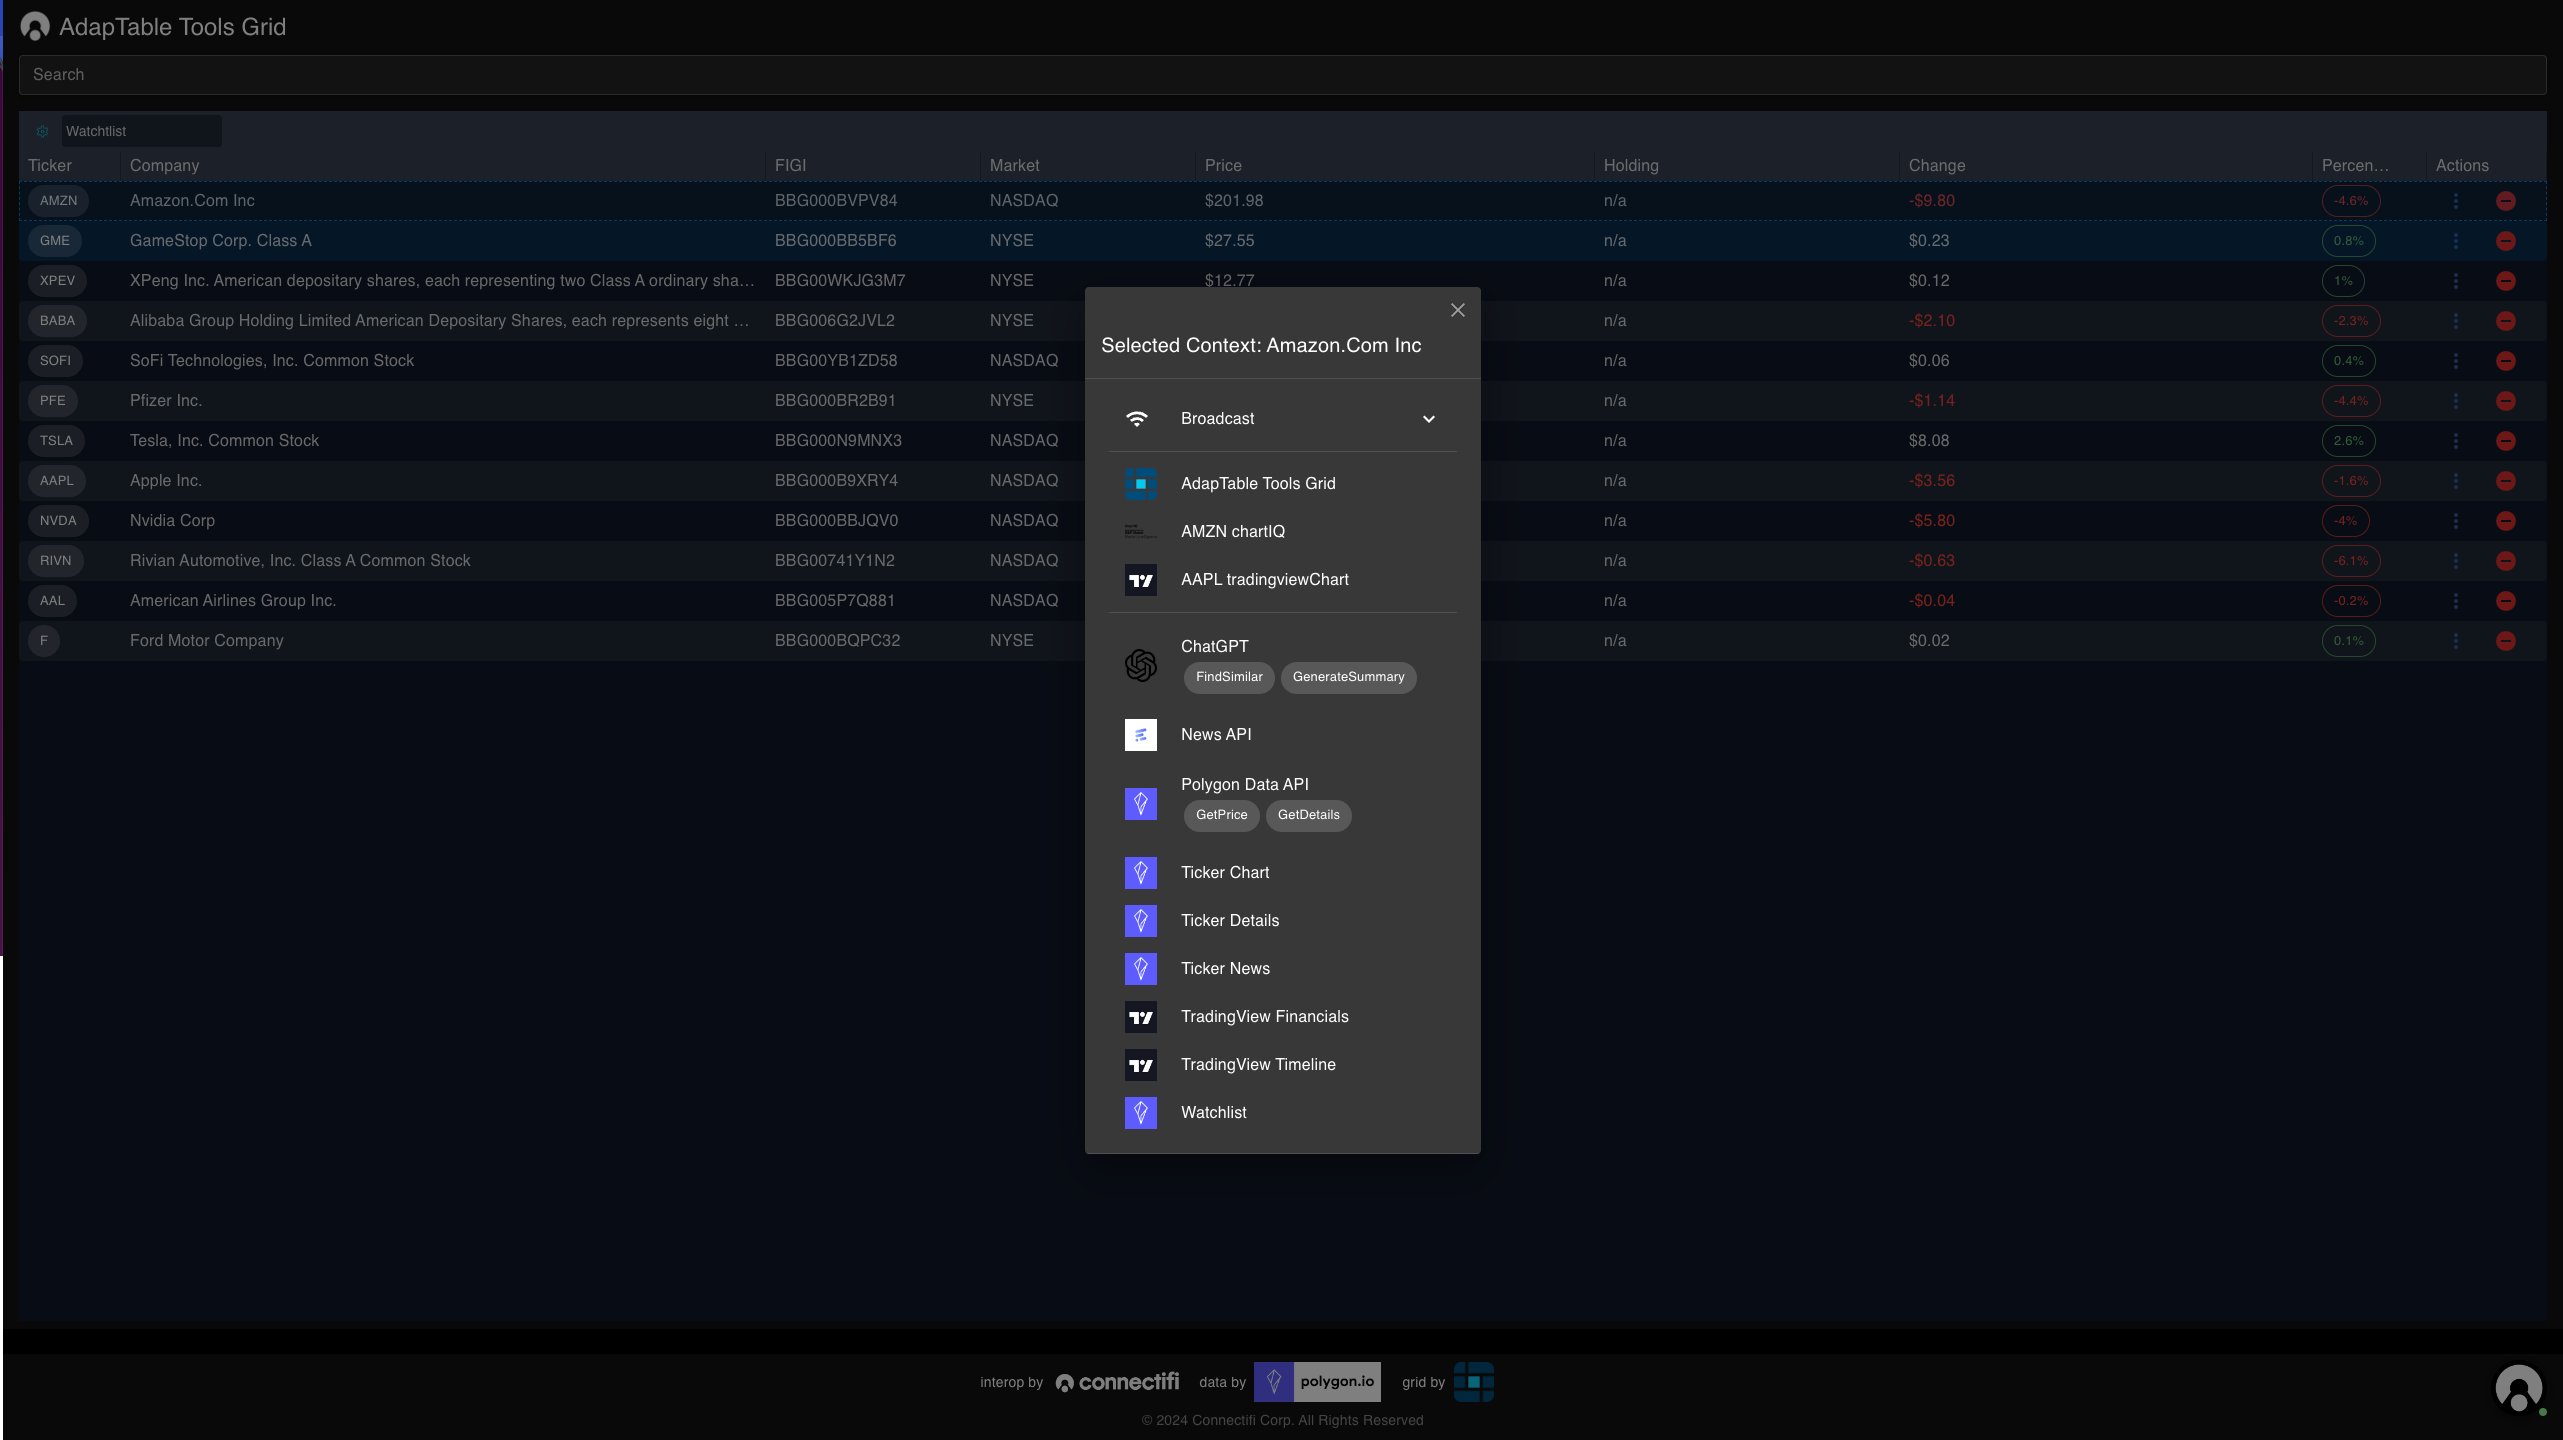 AdapTable Tools Grid
Search
Watchtlist
Ticker Company FIGI Market Price Holding Change Percen... Actions
AMZN Amazon.Com Inc BBG000BVPV84 NASDAQ $201.98 n/a -$9.80 -4.6%
GME GameStop Corp. Class A BBG000BB5BF6 NYSE $27.55 n/a $0.23 0.8%
XPEV XPeng Inc. American depositary shares, each representing two Class A ordinary sha... BBG00WKJG3M7 NYSE $12.77 n/a $0.12 1%
BABA Alibaba Group Holding Limited American Depositary Shares, each represents eight ... BBG006G2JVL2 NYSE n/a -$2.10 -2.3%
SOFI SoFi Technologies, Inc. Common Stock BBG00YB1ZD58 NASDAQ n/a $0.06 0.4%
PFE Pfizer Inc. BBG000BR2B91 NYSE n/a -$1.14 -4.4%
TSLA Tesla, Inc. Common Stock BBG000N9MNX3 NASDAQ n/a $8.08 2.6%
AAPL Apple Inc. BBG000B9XRY4 NASDAQ n/a -$3.56 -1.6%
NVDA Nvidia Corp BBG000BBJQV0 NASDAQ n/a -$5.80 -4%
RIVN Rivian Automotive, Inc. Class A Common Stock BBG00741Y1N2 NASDAQ n/a -$0.63 -6.1%
AAL American Airlines Group Inc. BBG005P7Q881 NASDAQ n/a -$0.04 -0.2%
F Ford Motor Company BBG000BQPC32 NYSE n/a $0.02 0.1%
Selected Context: Amazon.Com Inc
Broadcast
AdapTable Tools Grid
AMZN chartIQ
AAPL tradingviewChart
ChatGPT
FindSimilar GenerateSummary
News API
Polygon Data API
GetPrice GetDetails
Ticker Chart
Ticker Details
Ticker News
TradingView Financials
TradingView Timeline
Watchlist
interop by connectifi data by polygon.io grid by
© 2024 Connectifi Corp. All Rights Reserved